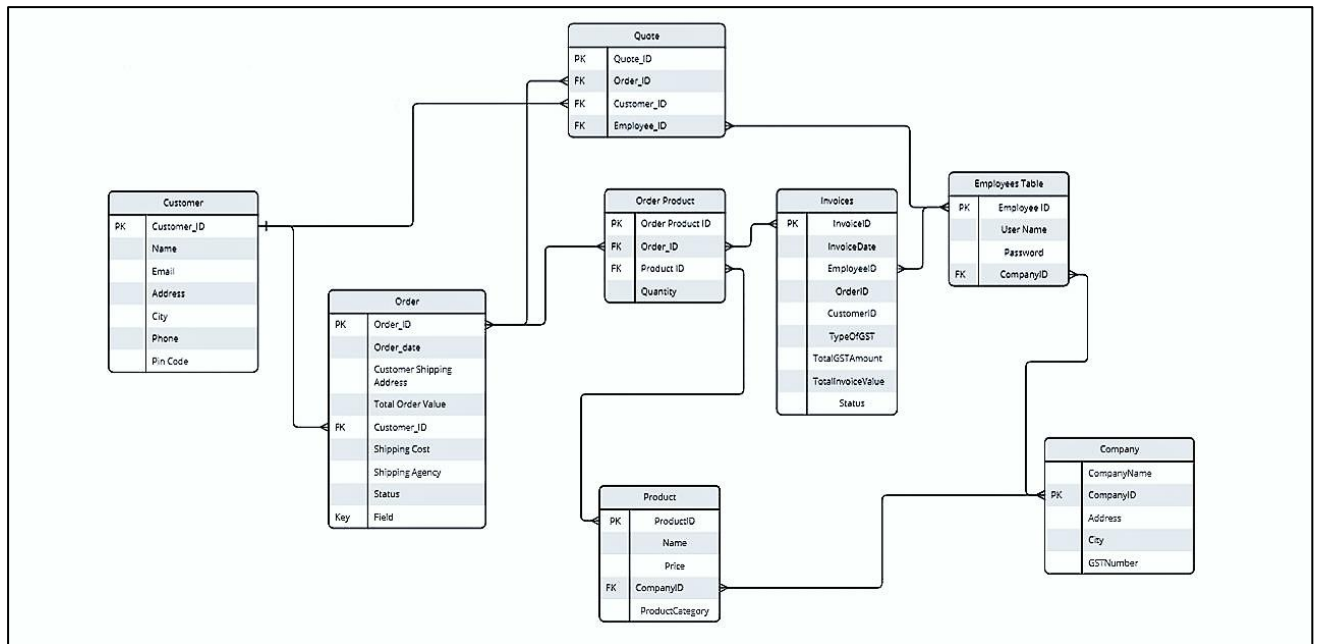 Quote
PK Quote_ID
FK Order_ID
FK Customer_ID
FK Employee_ID
Customer
PK Customer_ID
Name
Email
Address
City
Phone
Pin Code
Order
PK Order_ID
Order_date
Customer Shipping
Address
Total Order Value
FK Customer_ID
Shipping Cost
Shipping Agency
Status
Key Field
Order Product
PK Order Product ID
FK Order_ID
FK Product ID
Quantity
Invoices
PK InvoiceID
InvoiceDate
EmployeeID
OrderID
CustomerID
TypeOfGST
TotalGSTAmount
TotalInvoiceValue
Status
Employees Table
PK Employee ID
User Name
Password
FK CompanyID
Product
PK ProductID
Name
Price
FK CompanyID
ProductCategory
Company
CompanyName
PK CompanyID
Address
City
GSTNumber